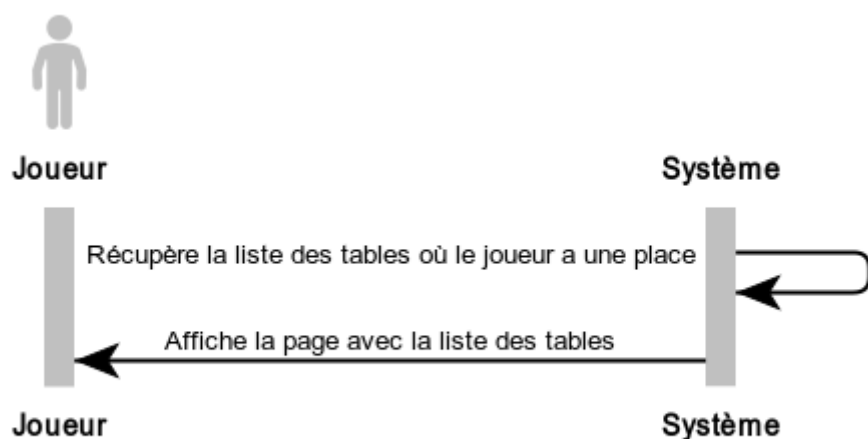 Joueur
Système
Récupère la liste des tables où le joueur a une place
Affiche la page avec la liste des tables
Joueur
Système